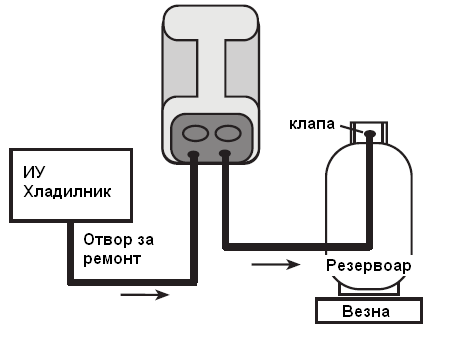 клапа
ИУ
Хладилник
Отвор за
ремонт
Резервоар
Везна